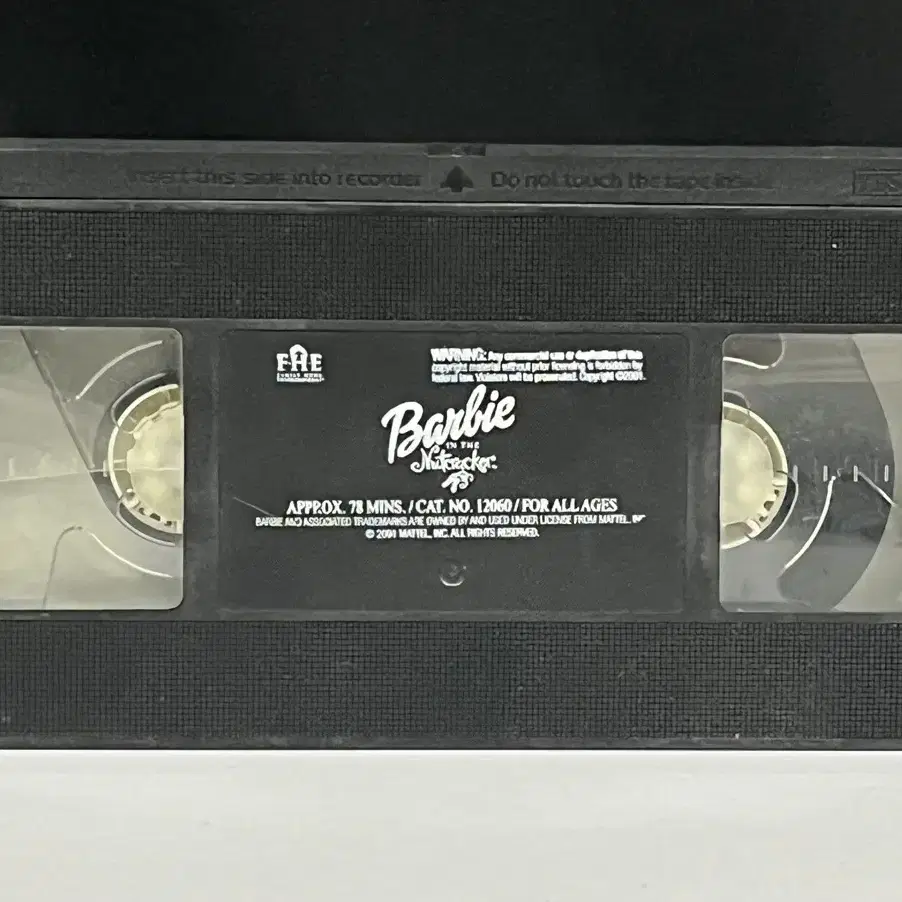 Insert this side into recorder Do not touch the tape inside
FHE
WARNING: Any commercial use or duplication of this
copyright material without prior licensing is forbidden by
federal law. Violators will be prosecuted. Copyright ©2001.
Barbie
IN THE
Nutcracker
APPROX. 78 MINS. / CAT. NO. 12060 / FOR ALL AGES
BARBIE AND ASSOCIATED TRADEMARKS ARE OWNED BY AND USED UNDER LICENSE FROM MATTEL,
© 2001 MATTEL, INC. ALL RIGHTS RESERVED.